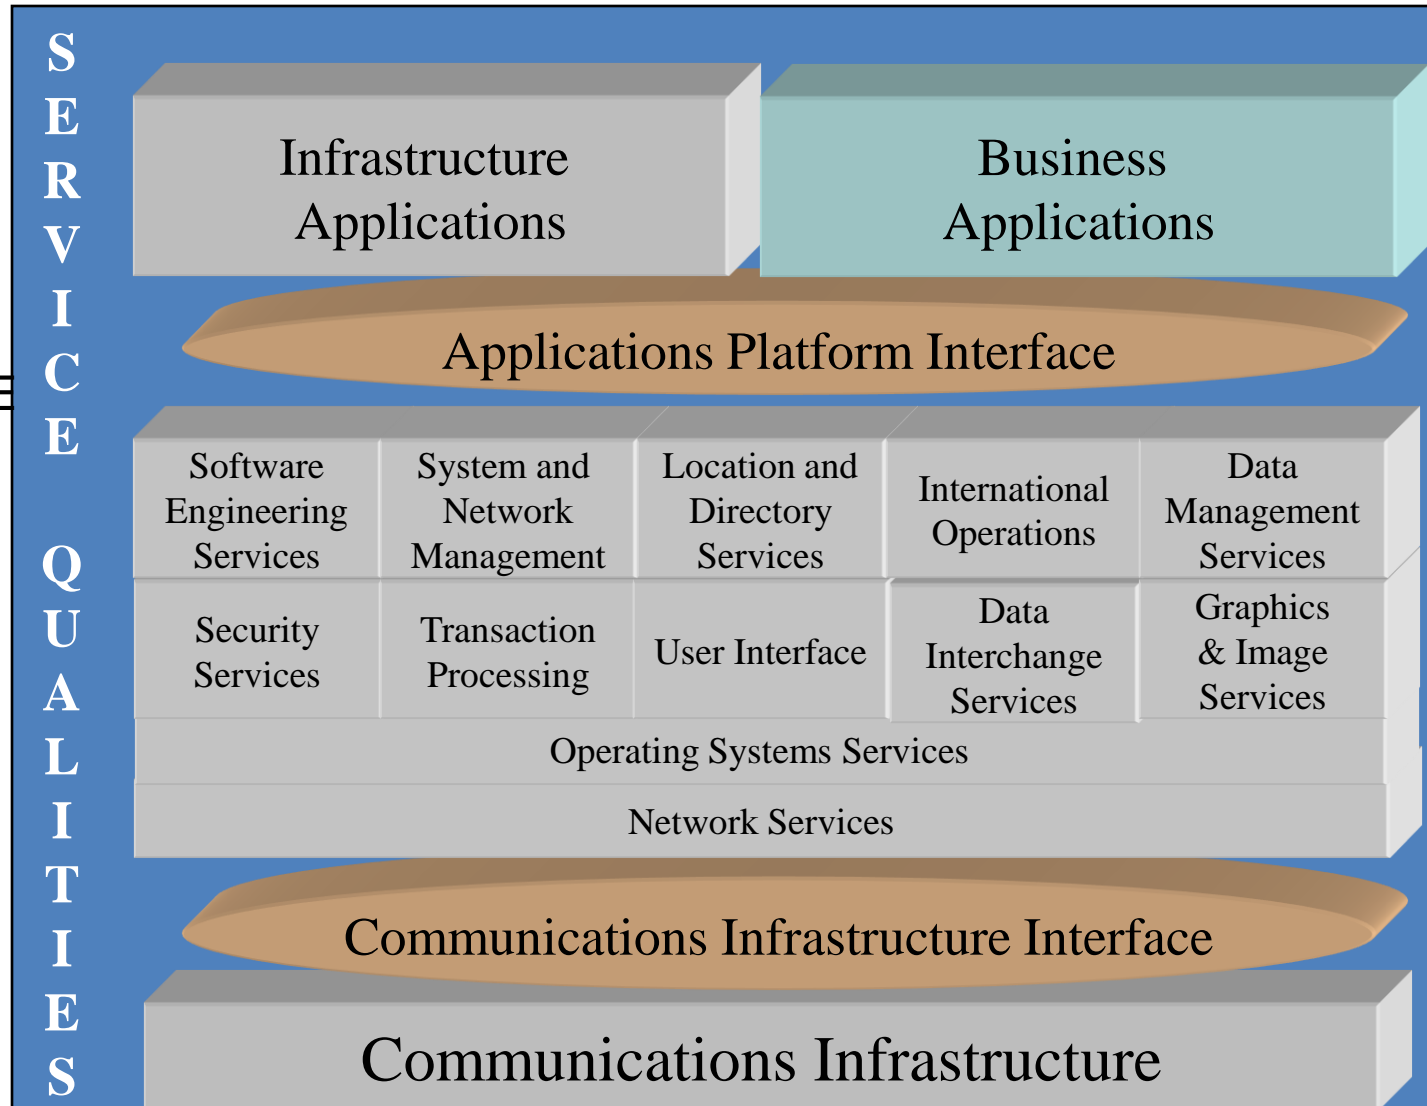 SERVICE QUALITIES
Infrastructure
Applications
Business
Applications
Applications Platform Interface
Software
Engineering
Services
System and
Network
Management
Location and
Directory
Services
International
Operations
Data
Management
Services
Security
Services
Transaction
Processing
User Interface
Data
Interchange
Services
Graphics
& Image
Services
Operating Systems Services
Network Services
Communications Infrastructure Interface
Communications Infrastructure